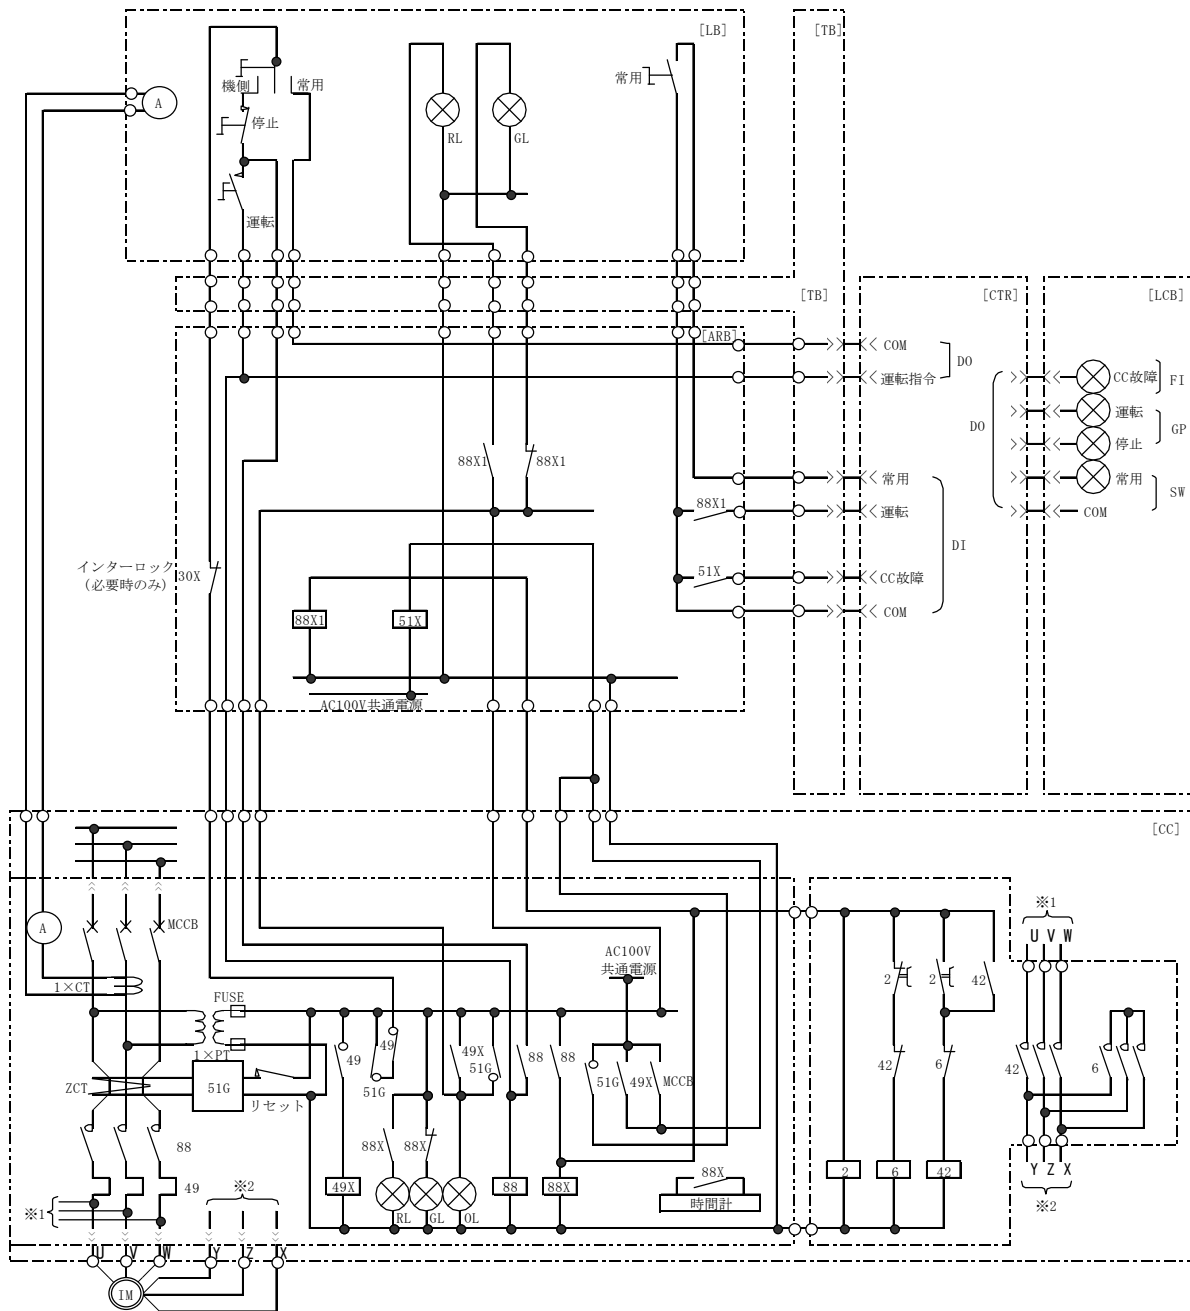 [LB]
[TB]
機側
常用
常用
A
停止
RL
GL
運転
[TB]
[CTR]
[LCB]
[ARB]
COM
DO
運転指令
CC故障
FI
運転
GP
DO
停止
88X1
88X1
常用
常用
SW
88X1
運転
COM
DI
インターロック
(必要時のみ)
30X
51X
CC故障
88X1
51X
COM
AC100V共通電源
[CC]
※1
MCCB
A
U V W
AC100V
共通電源
1×CT
2
2
42
FUSE
49
49
49X
51G
88
88
1×PT
42
6
42
6
ZCT
51G
51G
51G
49X
MCCB
リセット
88
88X
88X
88X
Y Z X
49
※2
49X
88
88X
2
6
42
時間計
※2
※1
RL
GL
OL
U
V
W
Y
Z
X
IM